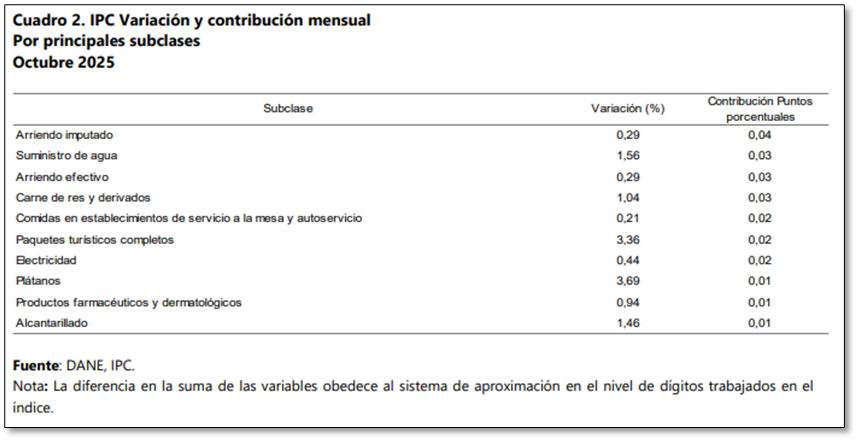 Cuadro 2. IPC Variación y contribución mensual
Por principales subclases
Octubre 2025
Subclase Variación (%) Contribución Puntos
porcentuales
Arriendo imputado 0,29 0,04
Suministro de agua 1,56 0,03
Arriendo efectivo 0,29 0,03
Carne de res y derivados 1,04 0,03
Comidas en establecimientos de servicio a la mesa y autoservicio 0,21 0,02
Paquetes turísticos completos 3,36 0,02
Electricidad 0,44 0,02
Plátanos 3,69 0,01
Productos farmacéuticos y dermatológicos 0,94 0,01
Alcantarillado 1,46 0,01
Fuente: DANE, IPC.
Nota: La diferencia en la suma de las variables obedece al sistema de aproximación en el nivel de dígitos trabajados en el
índice.